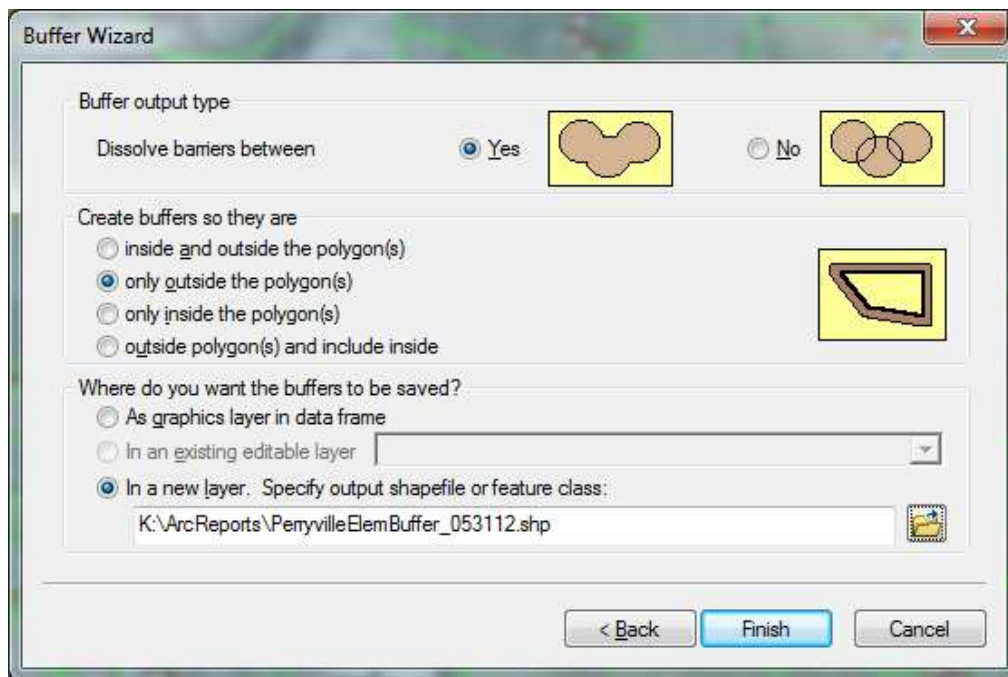 Buffer Wizard
Buffer output type
Dissolve barriers between Yes No
Create buffers so they are
inside and outside the polygon(s)
only outside the polygon(s)
only inside the polygon(s)
outside polygon(s) and include inside
Where do you want the buffers to be saved?
As graphics layer in data frame
In an existing editable layer
In a new layer. Specify output shapefile or feature class:
K:\ArcReports\PerryvilleElemBuffer_053112.shp
< Back Finish Cancel